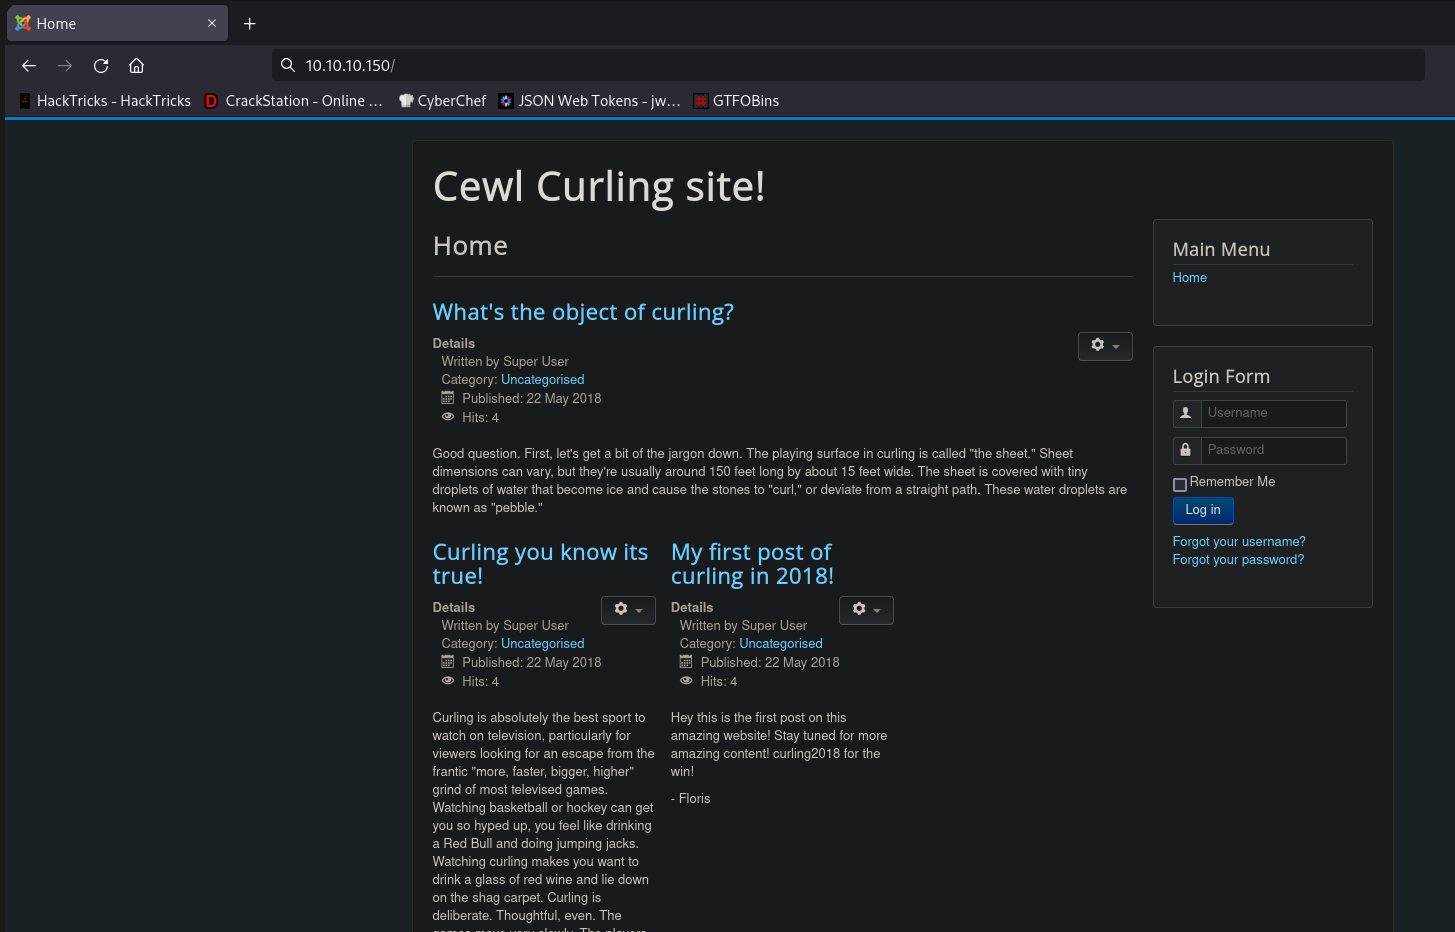 Home
10.10.10.150/
HackTricks - HackTricks
CrackStation - Online …
CyberChef
JSON Web Tokens - jw…
GTFOBins
Cewl Curling site!
Home
What's the object of curling?
Details
Written by Super User
Category: Uncategorised
Published: 22 May 2018
Hits: 4
Good question. First, let's get a bit of the jargon down. The playing surface in curling is called "the sheet." Sheet
dimensions can vary, but they're usually around 150 feet long by about 15 feet wide. The sheet is covered with tiny
droplets of water that become ice and cause the stones to "curl," or deviate from a straight path. These water droplets are
known as "pebble."
Curling you know its
true!
Details
Written by Super User
Category: Uncategorised
Published: 22 May 2018
Hits: 4
Curling is absolutely the best sport to
watch on television, particularly for
viewers looking for an escape from the
frantic "more, faster, bigger, higher"
grind of most televised games.
Watching basketball or hockey can get
you so hyped up, you feel like drinking
a Red Bull and doing jumping jacks.
Watching curling makes you want to
drink a glass of red wine and lie down
on the shag carpet. Curling is
deliberate. Thoughtful, even. The
games move very slowly. The players
My first post of
curling in 2018!
Details
Written by Super User
Category: Uncategorised
Published: 22 May 2018
Hits: 4
Hey this is the first post on this
amazing website! Stay tuned for more
amazing content! curling2018 for the
win!
- Floris
Main Menu
Home
Login Form
Username
Password
Remember Me
Log in
Forgot your username?
Forgot your password?